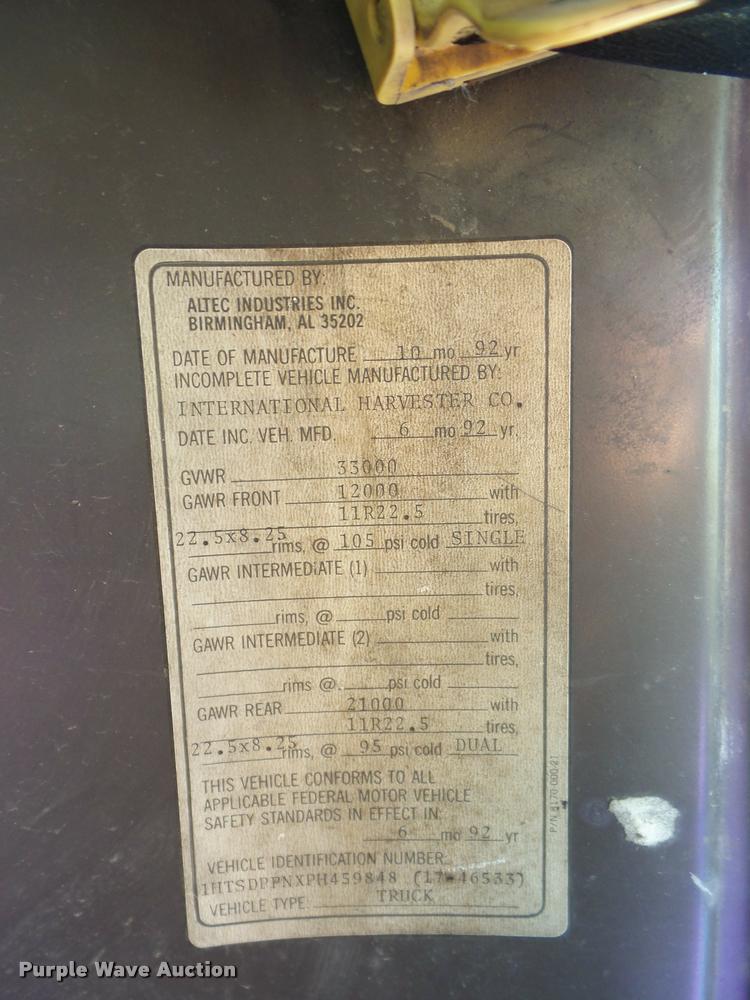 MANUFACTURED BY:
ALTEC INDUSTRIES INC.
BIRMINGHAM, AL 35202
DATE OF MANUFACTURE 10 mo 92 yr
INCOMPLETE VEHICLE MANUFACTURED BY:
INTERNATIONAL HARVESTER CO.
DATE INC. VEH. MFD. 6 mo 92 yr.
GVWR 33000
GAWR FRONT 12000 with
11R22.5 tires,
22.5x8.25 rims, @ 105 psi cold SINGLE
GAWR INTERMEDIATE (1) with
tires,
rims, @ psi cold
GAWR INTERMEDIATE (2) with
tires,
rims @ psi cold
GAWR REAR 21000 with
11R22.5 tires,
22.5x8.25 rims, @ 95 psi cold DUAL
THIS VEHICLE CONFORMS TO ALL
APPLICABLE FEDERAL MOTOR VEHICLE
SAFETY STANDARDS IN EFFECT IN:
6 mo 92 yr
VEHICLE IDENTIFICATION NUMBER:
1HTSDPPNXPH459848
VEHICLE TYPE: TRUCK
P/N
Purple Wave Auction